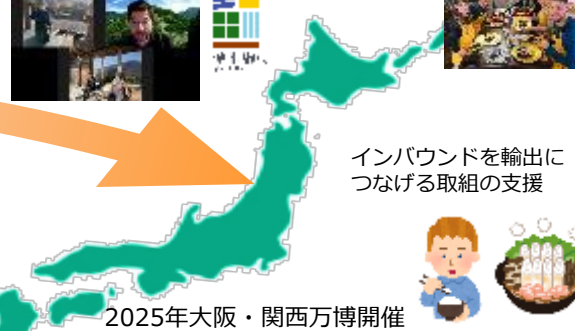 インバウンドを輸出に
つなげる取組の支援
2025年大阪・関西万博開催